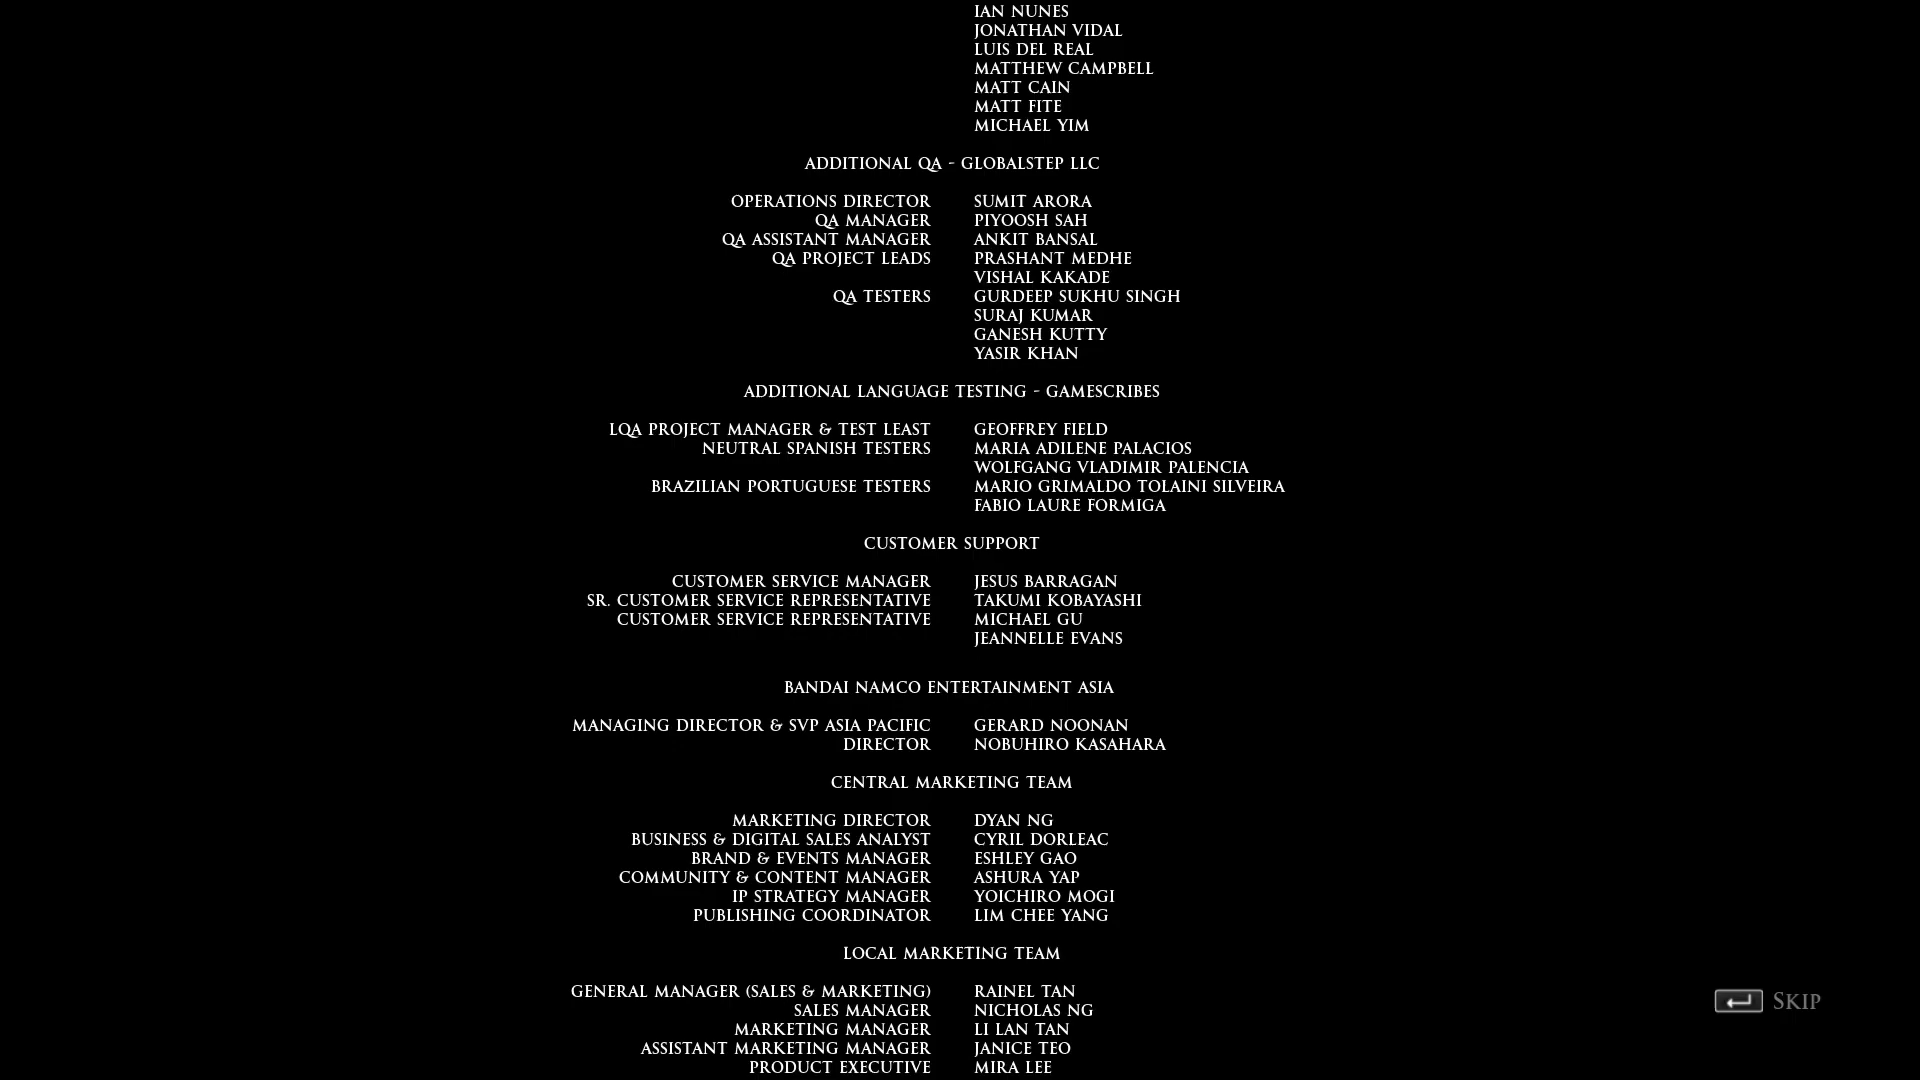 IAN NUNES
JONATHAN VIDAL
LUIS DEL REAL
MATTHEW CAMPBELL
MATT CAIN
MATT FITE
MICHAEL YIM
ADDITIONAL QA - GLOBALSTEP LLC
OPERATIONS DIRECTOR SUMIT ARORA
QA MANAGER PIYOOSH SAH
QA ASSISTANT MANAGER ANKIT BANSAL
QA PROJECT LEADS PRASHANT MEDHE
VISHAL KAKADE
QA TESTERS GURDEEP SUKHU SINGH
SURAJ KUMAR
GANESH KUTTY
YASIR KHAN
ADDITIONAL LANGUAGE TESTING - GAMESCRIBES
LQA PROJECT MANAGER & TEST LEAST GEOFFREY FIELD
NEUTRAL SPANISH TESTERS MARIA ADILENE PALACIOS
WOLFGANG VLADIMIR PALENCIA
BRAZILIAN PORTUGUESE TESTERS MARIO GRIMALDO TOLAINI SILVEIRA
FABIO LAURE FORMIGA
CUSTOMER SUPPORT
CUSTOMER SERVICE MANAGER JESUS BARRAGAN
SR. CUSTOMER SERVICE REPRESENTATIVE TAKUMI KOBAYASHI
CUSTOMER SERVICE REPRESENTATIVE MICHAEL GU
JEANNELLE EVANS
BANDAI NAMCO ENTERTAINMENT ASIA
MANAGING DIRECTOR & SVP ASIA PACIFIC GERARD NOONAN
DIRECTOR NOBUHIRO KASAHARA
CENTRAL MARKETING TEAM
MARKETING DIRECTOR DYAN NG
BUSINESS & DIGITAL SALES ANALYST CYRIL DORLEAC
BRAND & EVENTS MANAGER ESHLEY GAO
COMMUNITY & CONTENT MANAGER ASHURA YAP
IP STRATEGY MANAGER YOICHIRO MOGI
PUBLISHING COORDINATOR LIM CHEE YANG
LOCAL MARKETING TEAM
GENERAL MANAGER (SALES & MARKETING) RAINEL TAN
SALES MANAGER NICHOLAS NG
MARKETING MANAGER LI LAN TAN
ASSISTANT MARKETING MANAGER JANICE TEO
PRODUCT EXECUTIVE MIRA LEE
SKIP